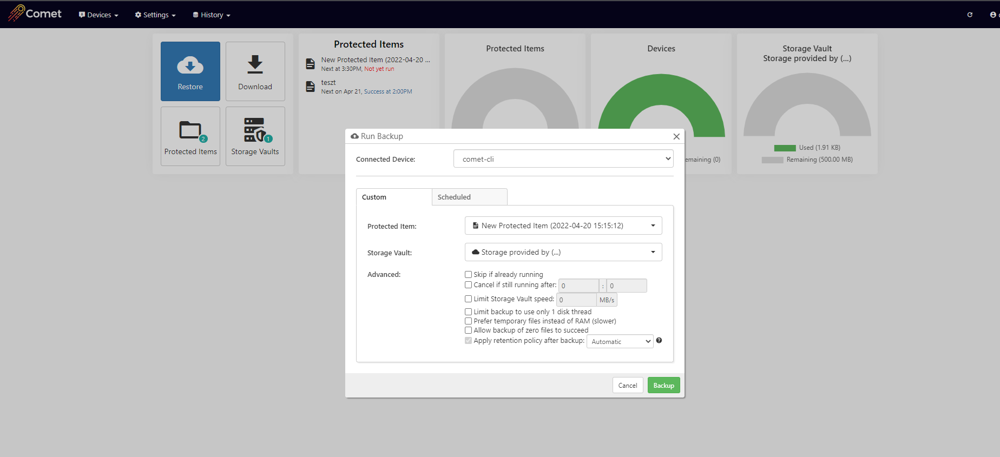 Comet
Devices
Settings
History
Restore
Download
Protected Items
2
Storage Vaults
1
Protected Items
New Protected Item (2022-04-20 ...
Next at 3:30PM, Not yet run
teszt
Next on Apr 21, Success at 2:00PM
Protected Items
Devices
emaining (0)
Storage Vault
Storage provided by (...)
Used (1.91 KB)
Remaining (500.00 MB)
Run Backup
Connected Device:
comet-cli
Custom
Scheduled
Protected Item:
New Protected Item (2022-04-20 15:15:12)
Storage Vault:
Storage provided by (...)
Advanced:
Skip if already running
Cancel if still running after: 0 : 0
Limit Storage Vault speed: 0 MB/s
Limit backup to use only 1 disk thread
Prefer temporary files instead of RAM (slower)
Allow backup of zero files to succeed
Apply retention policy after backup: Automatic
Cancel
Backup